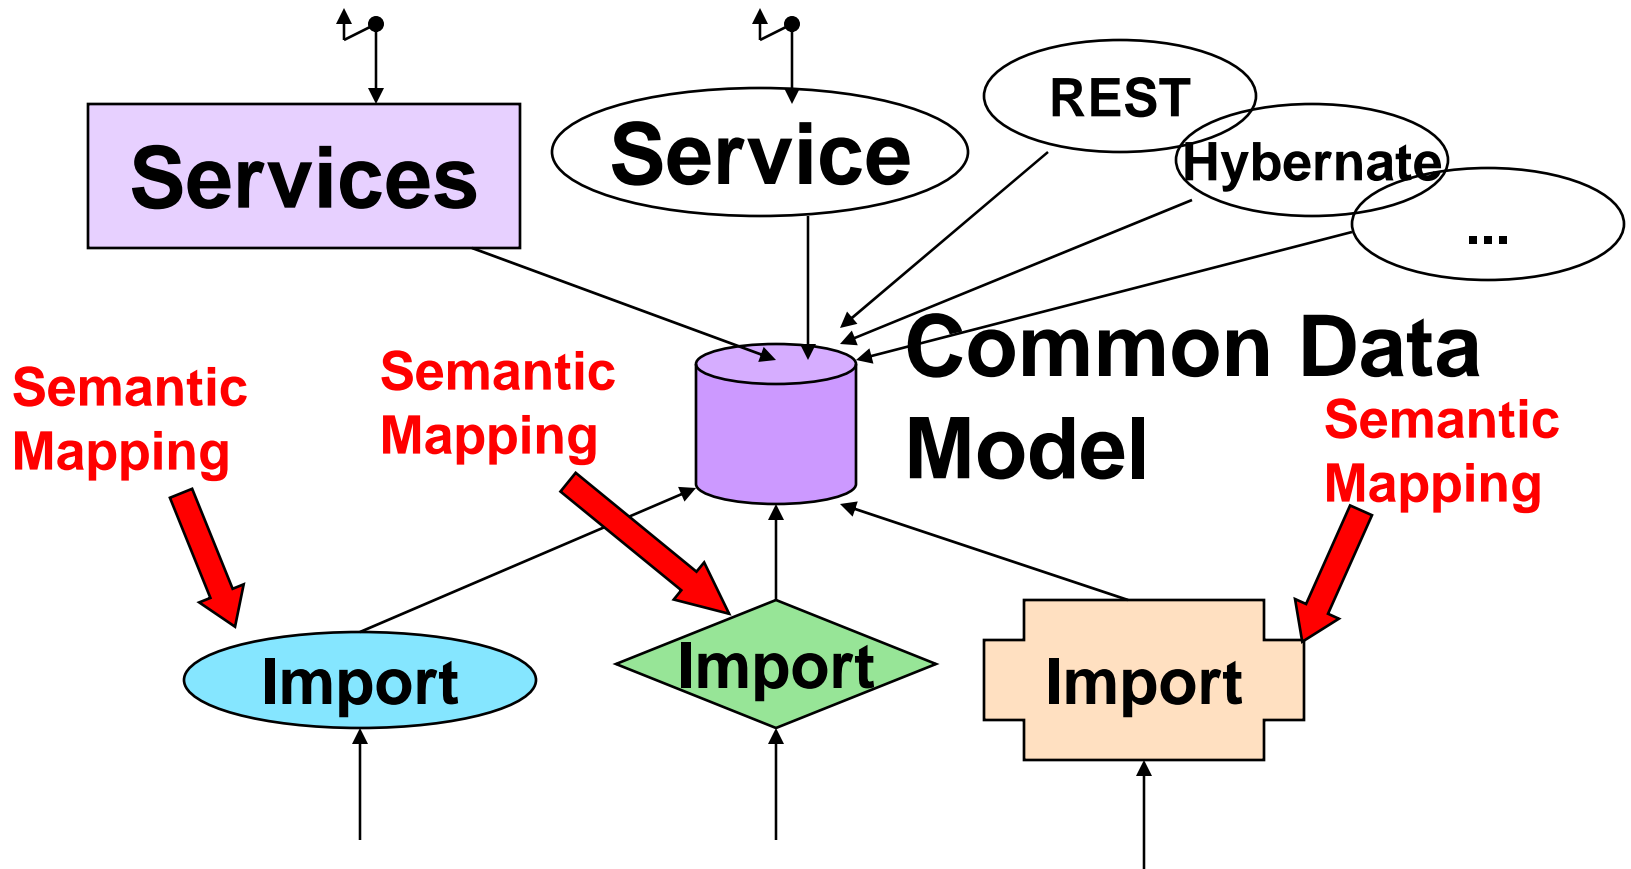 REST
Services
Service
Hybernate
...
Common Data
Model
Semantic
Mapping
Semantic
Mapping
Semantic
Mapping
Import
Import
Import